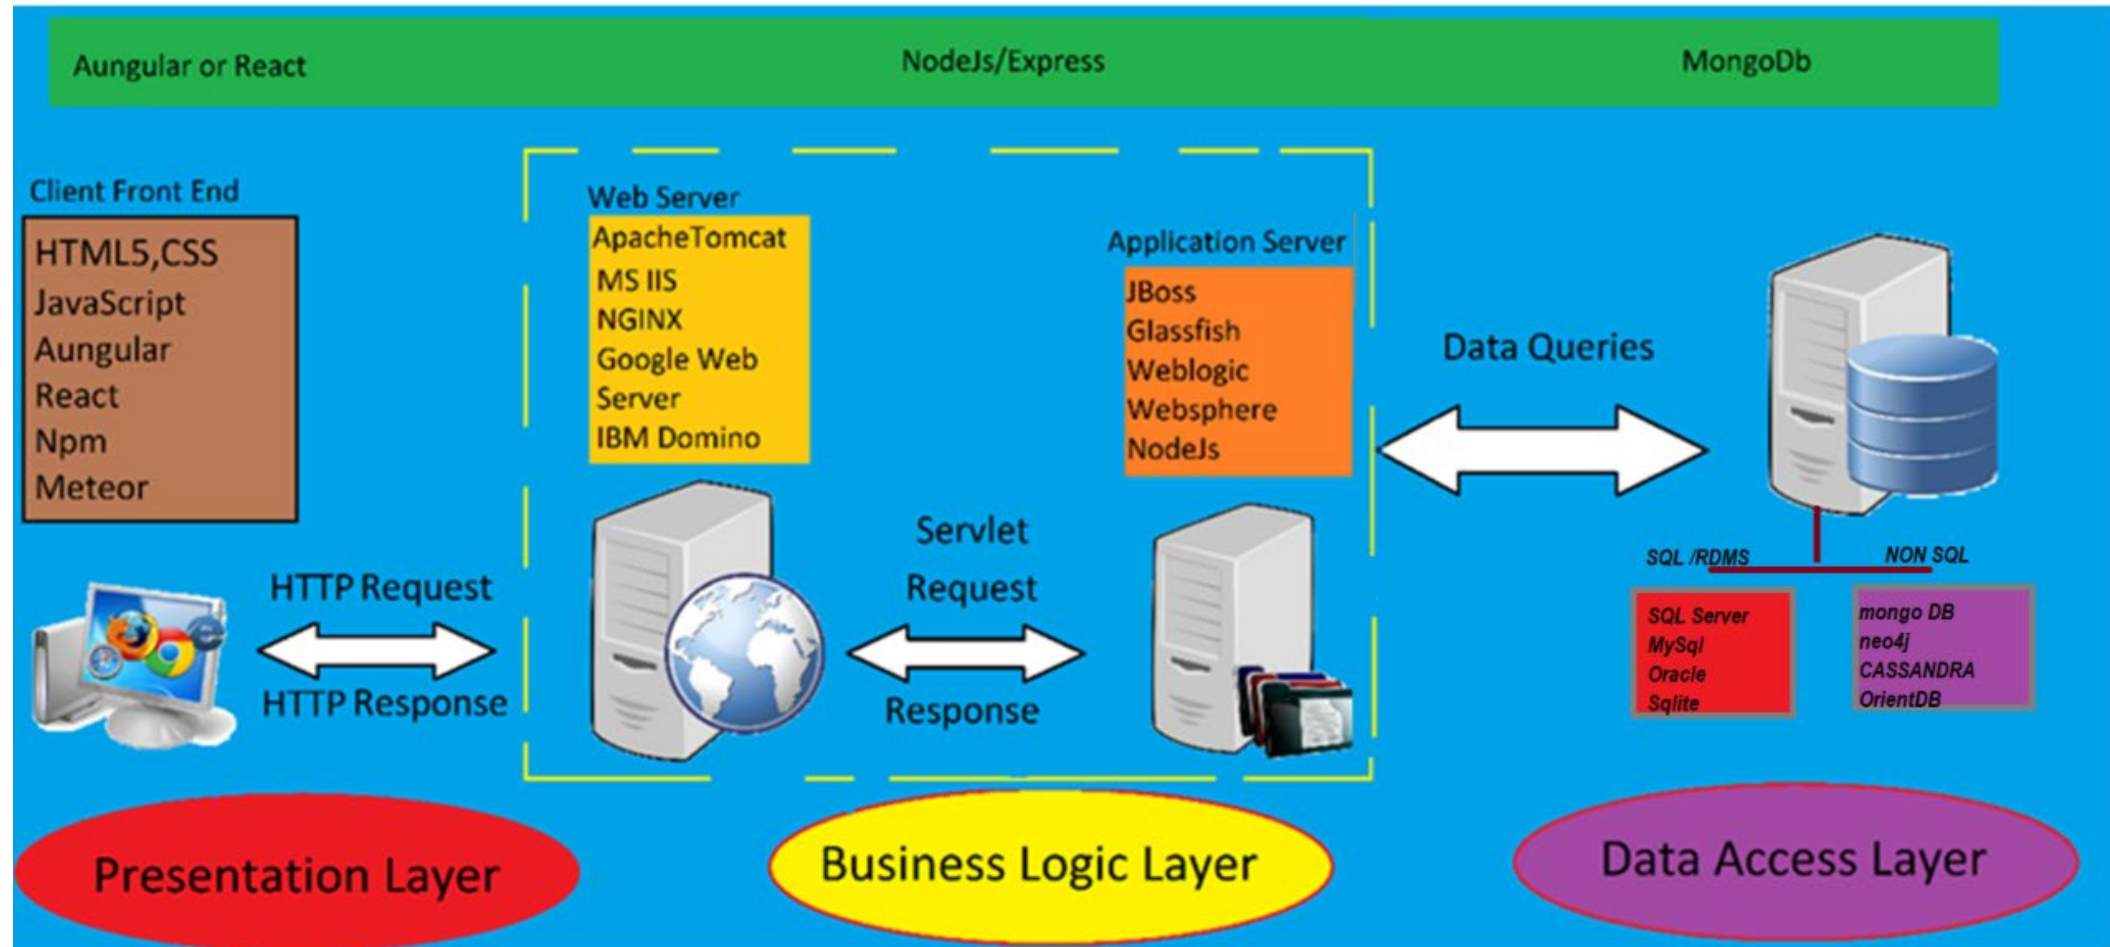 Aungular or React
NodeJs/Express
MongoDb
Client Front End
HTML5,CSS
JavaScript
Aungular
React
Npm
Meteor
HTTP Request
HTTP Response
Web Server
ApacheTomcat
MS IIS
NGINX
Google Web
Server
IBM Domino
Servlet
Request
Response
Application Server
JBoss
Glassfish
Weblogic
Websphere
NodeJs
Data Queries
SQL /RDMS
NON SQL
SQL Server
MySql
Oracle
Sqlite
mongo DB
neo4j
CASSANDRA
OrientDB
Presentation Layer
Business Logic Layer
Data Access Layer